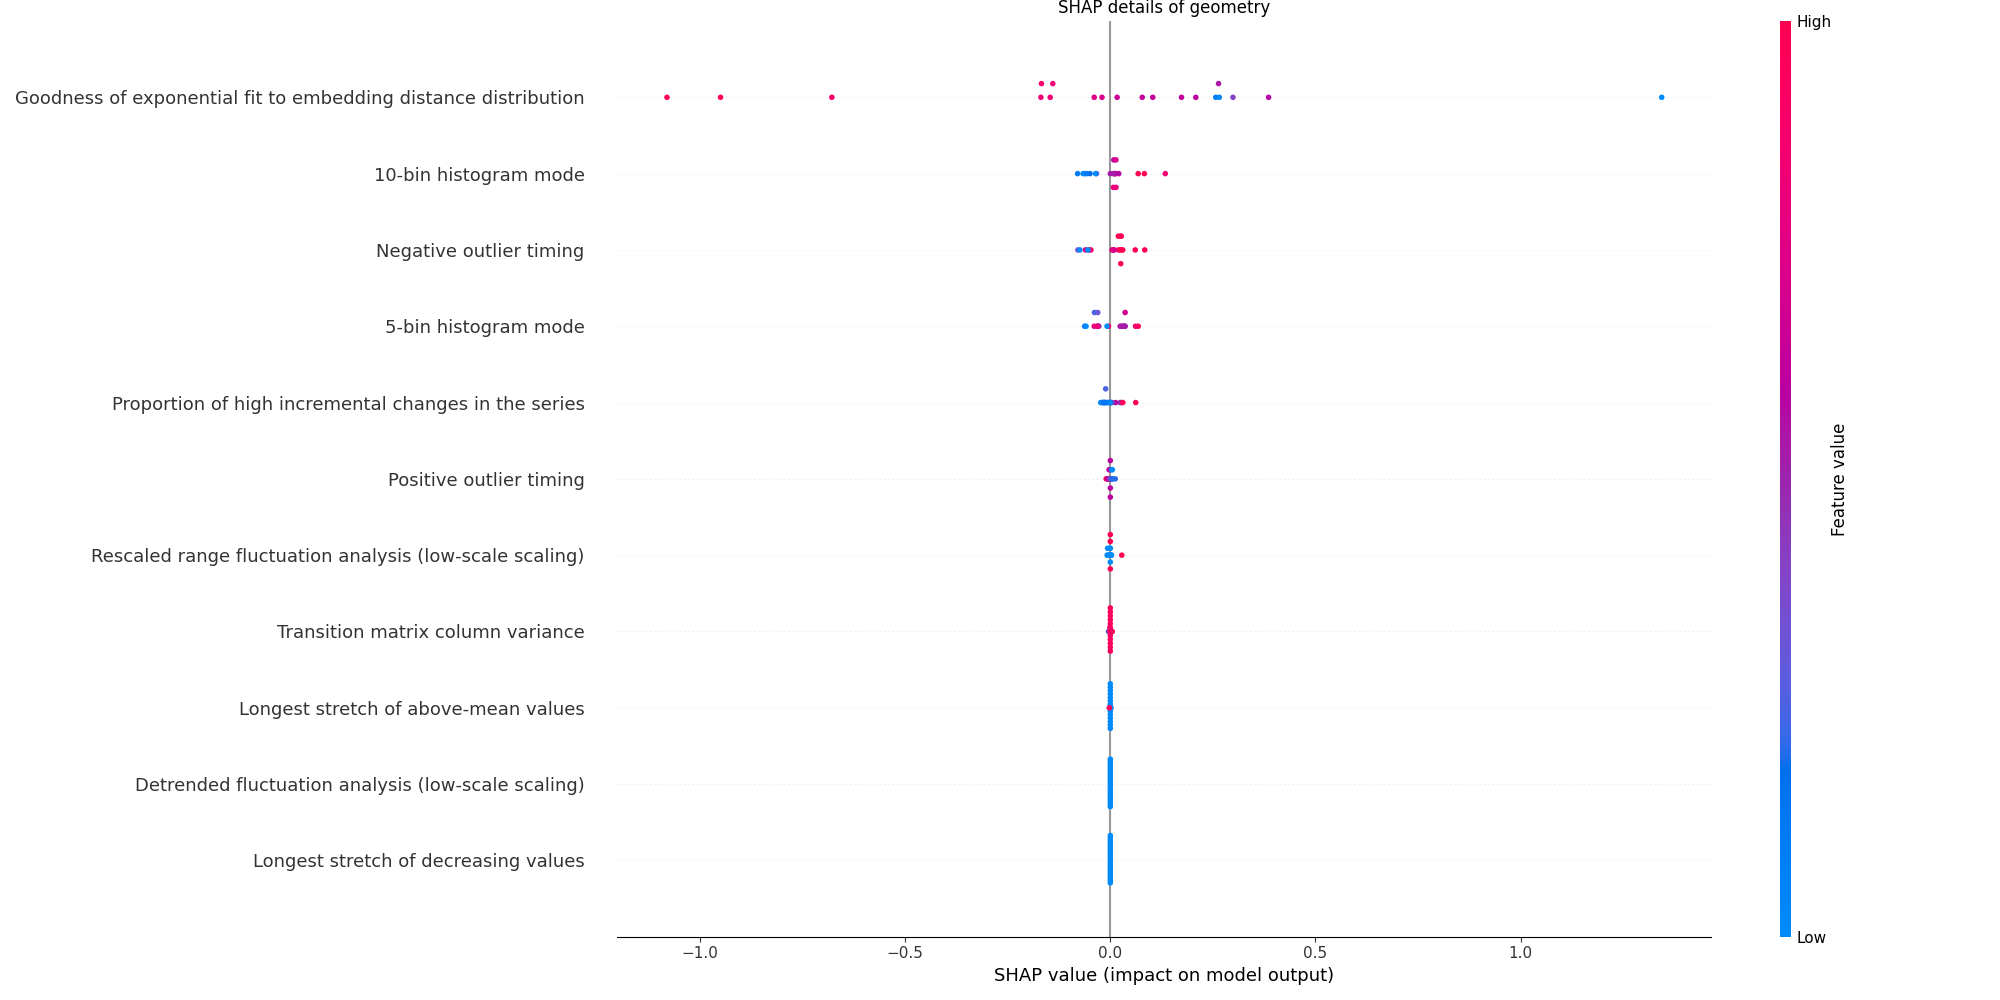 SHAP details of geometry
High
Goodness of exponential fit to embedding distance distribution
10-bin histogram mode
Negative outlier timing
5-bin histogram mode
Proportion of high incremental changes in the series
Positive outlier timing
Rescaled range fluctuation analysis (low-scale scaling)
Transition matrix column variance
Longest stretch of above-mean values
Detrended fluctuation analysis (low-scale scaling)
Longest stretch of decreasing values
Feature value
Low
−1.0 −0.5 0.0 0.5 1.0
SHAP value (impact on model output)